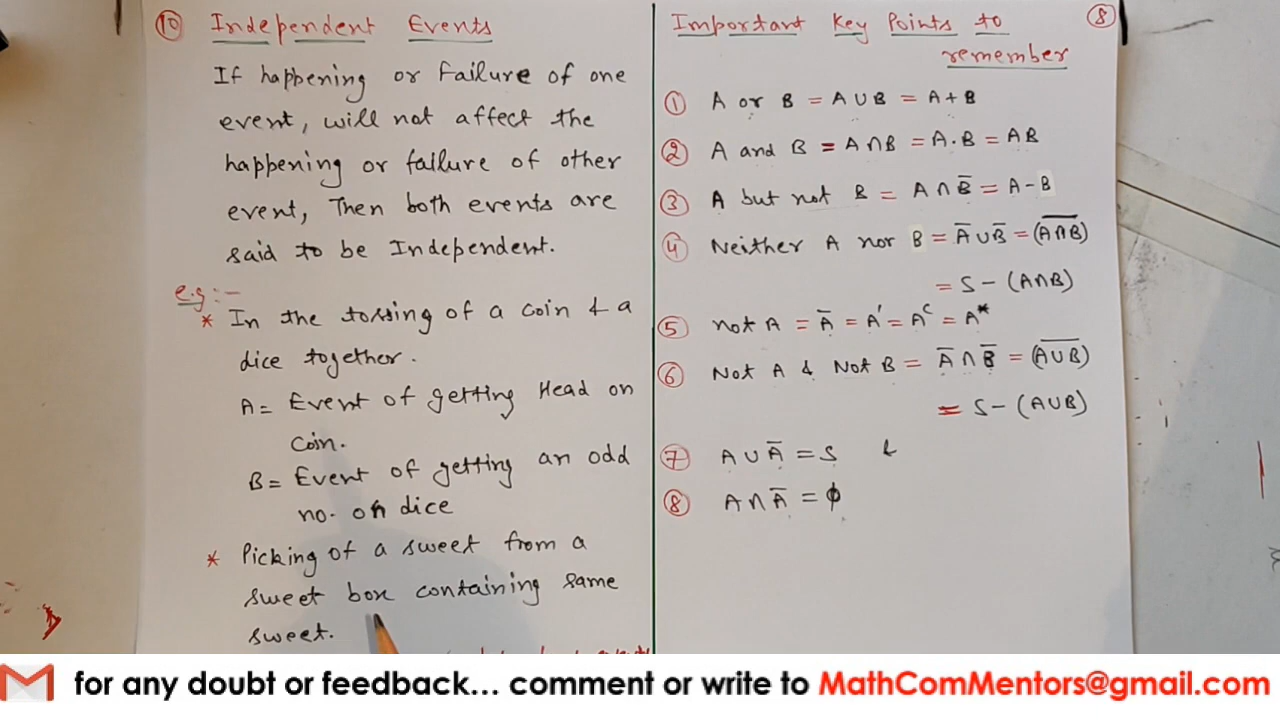 ⑩ Independent Events
If happening or failure of one
event, will not affect the
happening or failure of other
event, Then both events are
said to be Independent.
e.g:-
* In the tossing of a coin & a
dice together.
A = Event of getting Head on
coin.
B = Event of getting an odd
no. on dice
* Picking of a sweet from a
sweet box containing same
sweet.
⑧
Important Key Points to
remember
① A or B = A ∪ B = A + B
② A and B = A ∩ B = A . B = AB
③ A but not B = A ∩ B̅ = A - B
④ Neither A nor B = A̅ ∪ B̅ = (A̅ ̅∩̅ ̅B̅)
= S - (A ∩ B)
⑤ not A = A̅ = A' = Aᶜ = A*
⑥ Not A & Not B = A̅ ∩ B̅ = (A̅ ̅∪̅ ̅B̅)
= S - (A ∪ B)
⑦ A ∪ A̅ = S &
⑧ A ∩ A̅ = ϕ
for any doubt or feedback... comment or write to MathComMentors@gmail.com